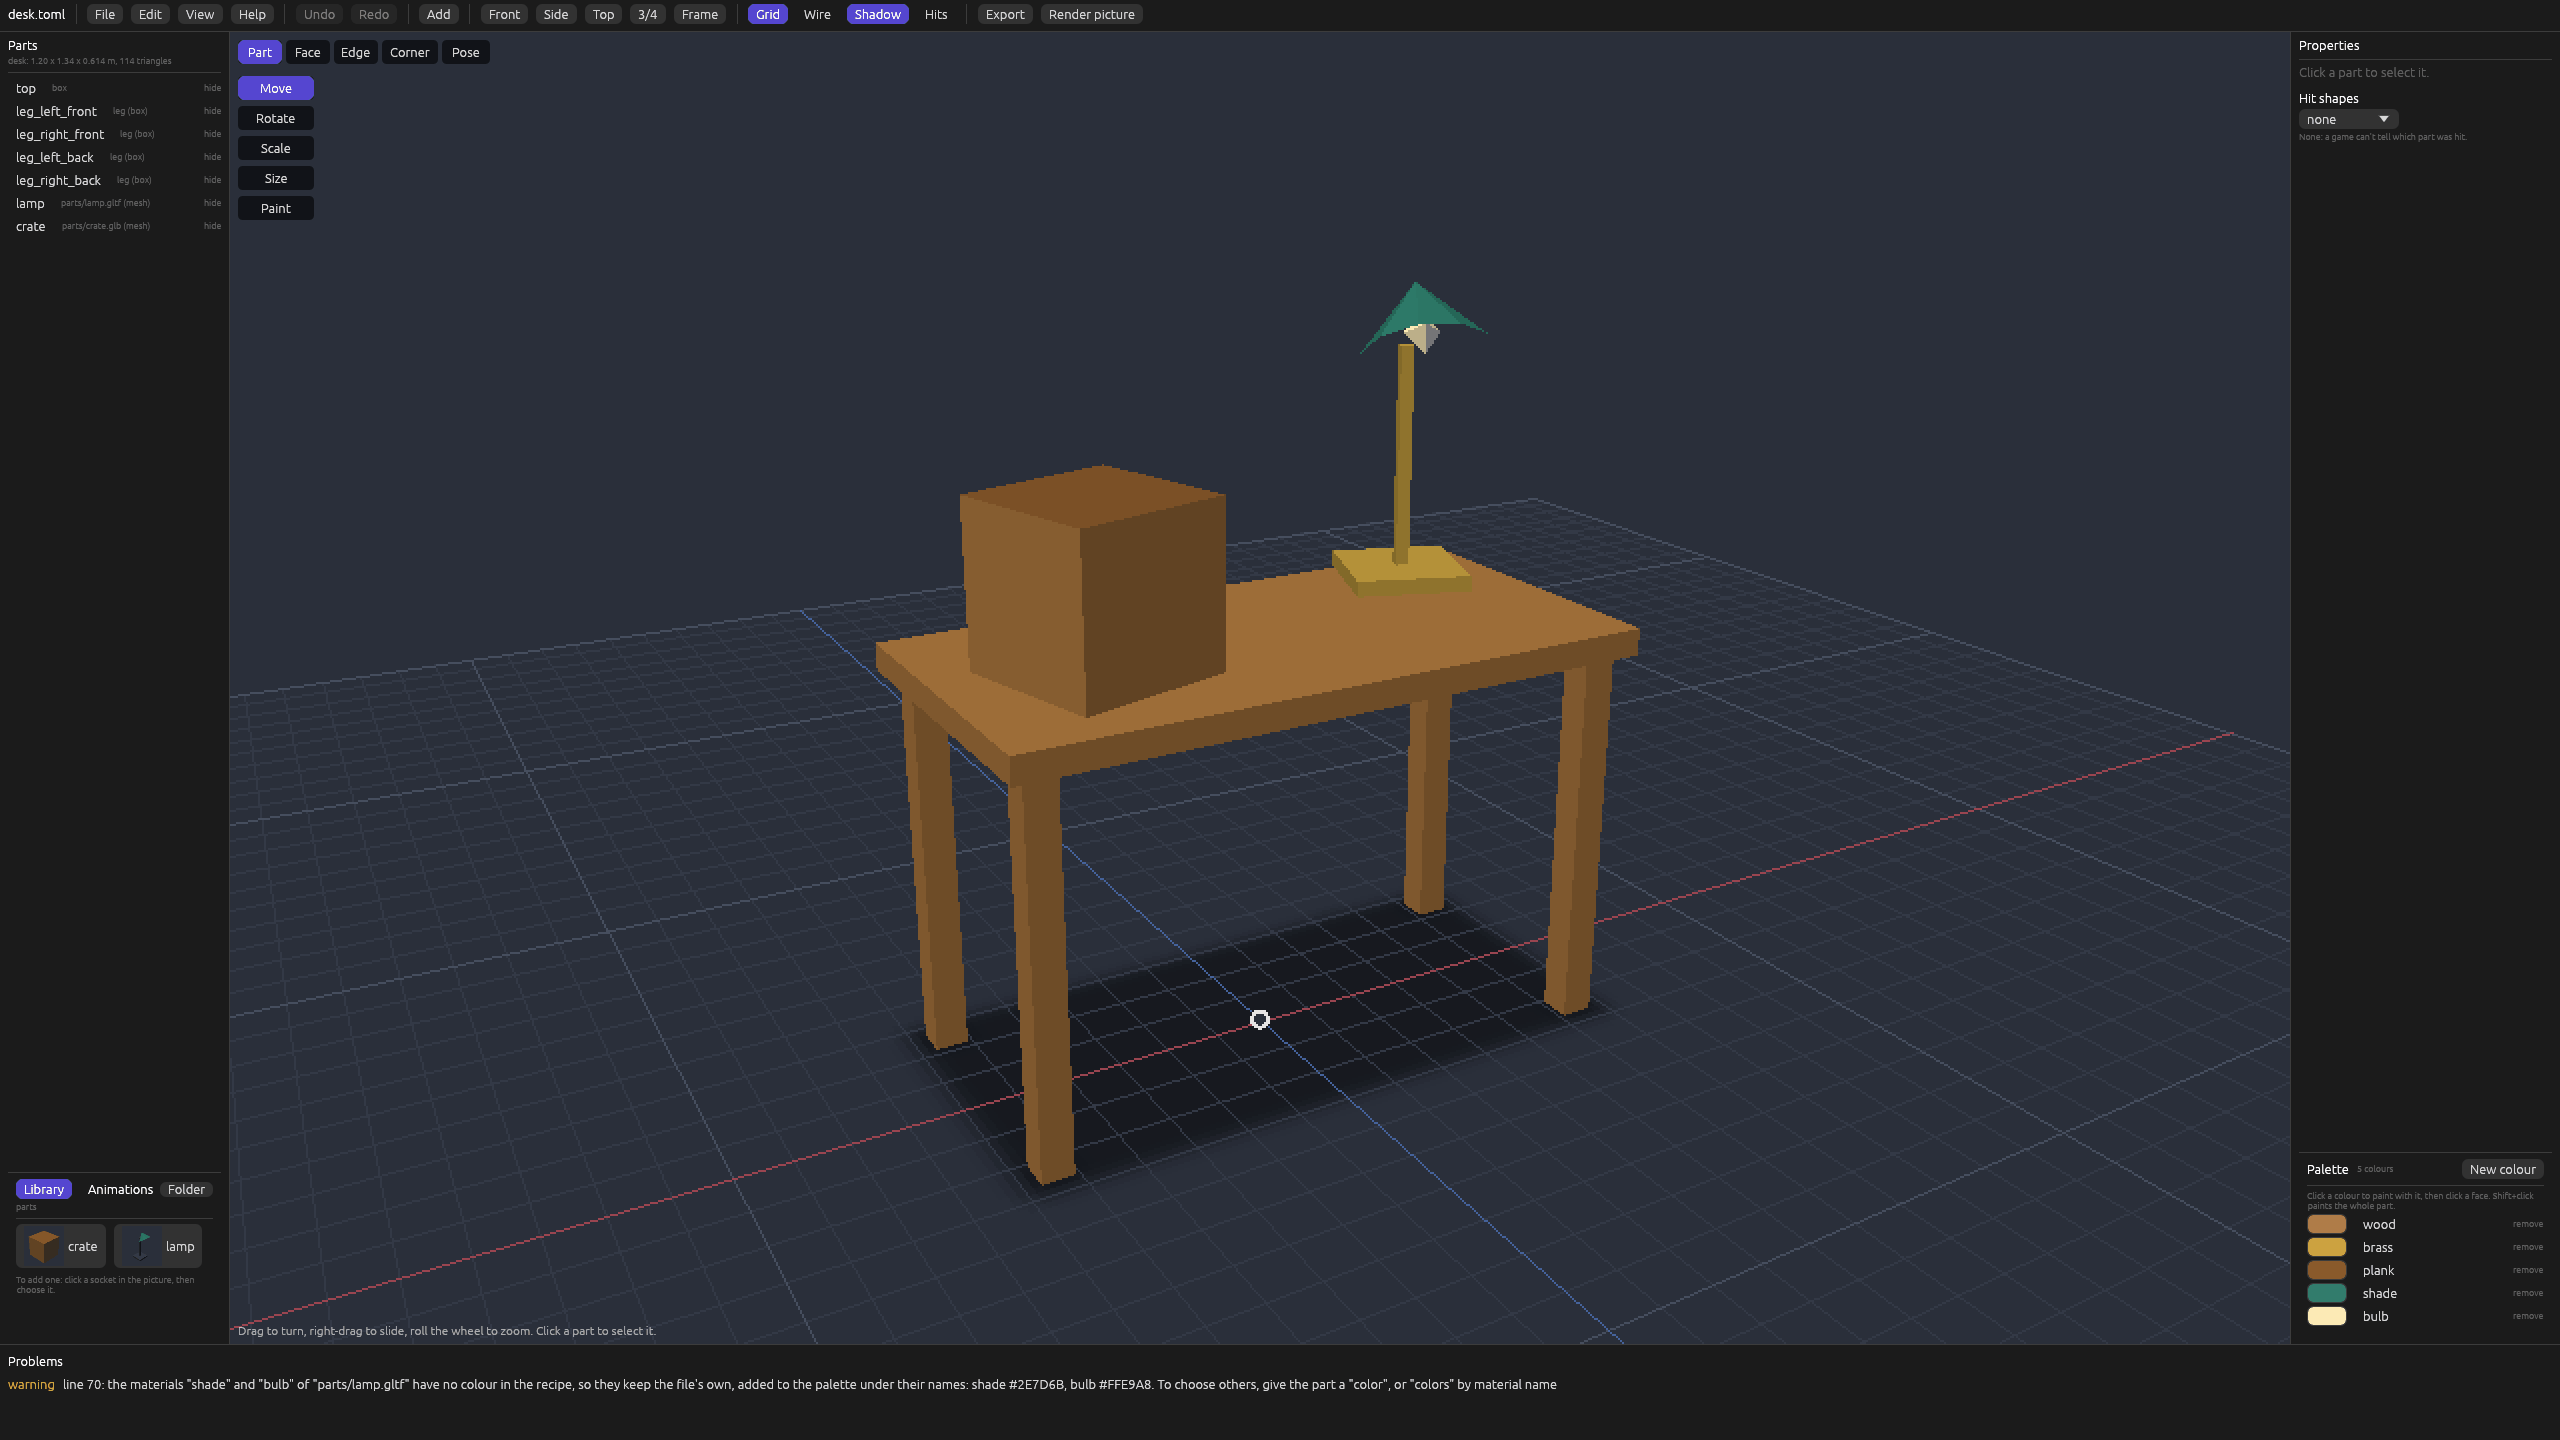 desk.toml File Edit View Help Undo Redo Add Front Side Top 3/4 Frame Grid Wire Shadow Hits Export Render picture
Parts
desk: 1.20 x 1.34 x 0.614 m, 114 triangles
top box hide
leg_left_front leg (box) hide
leg_right_front leg (box) hide
leg_left_back leg (box) hide
leg_right_back leg (box) hide
lamp parts/lamp.gltf (mesh) hide
crate parts/crate.glb (mesh) hide
Part Face Edge Corner Pose
Move
Rotate
Scale
Size
Paint
Properties
Click a part to select it.
Hit shapes
none
None: a game can't tell which part was hit.
Library Animations Folder
parts
crate lamp
To add one: click a socket in the picture, then
choose it.
Drag to turn, right-drag to slide, roll the wheel to zoom. Click a part to select it.
Palette 5 colours New colour
Click a colour to paint with it, then click a face. Shift+click
paints the whole part.
wood remove
brass remove
plank remove
shade remove
bulb remove
Problems
warning line 70: the materials "shade" and "bulb" of "parts/lamp.gltf" have no colour in the recipe, so they keep the file's own, added to the palette under their names: shade #2E7D6B, bulb #FFE9A8. To choose others, give the part a "color", or "colors" by material name